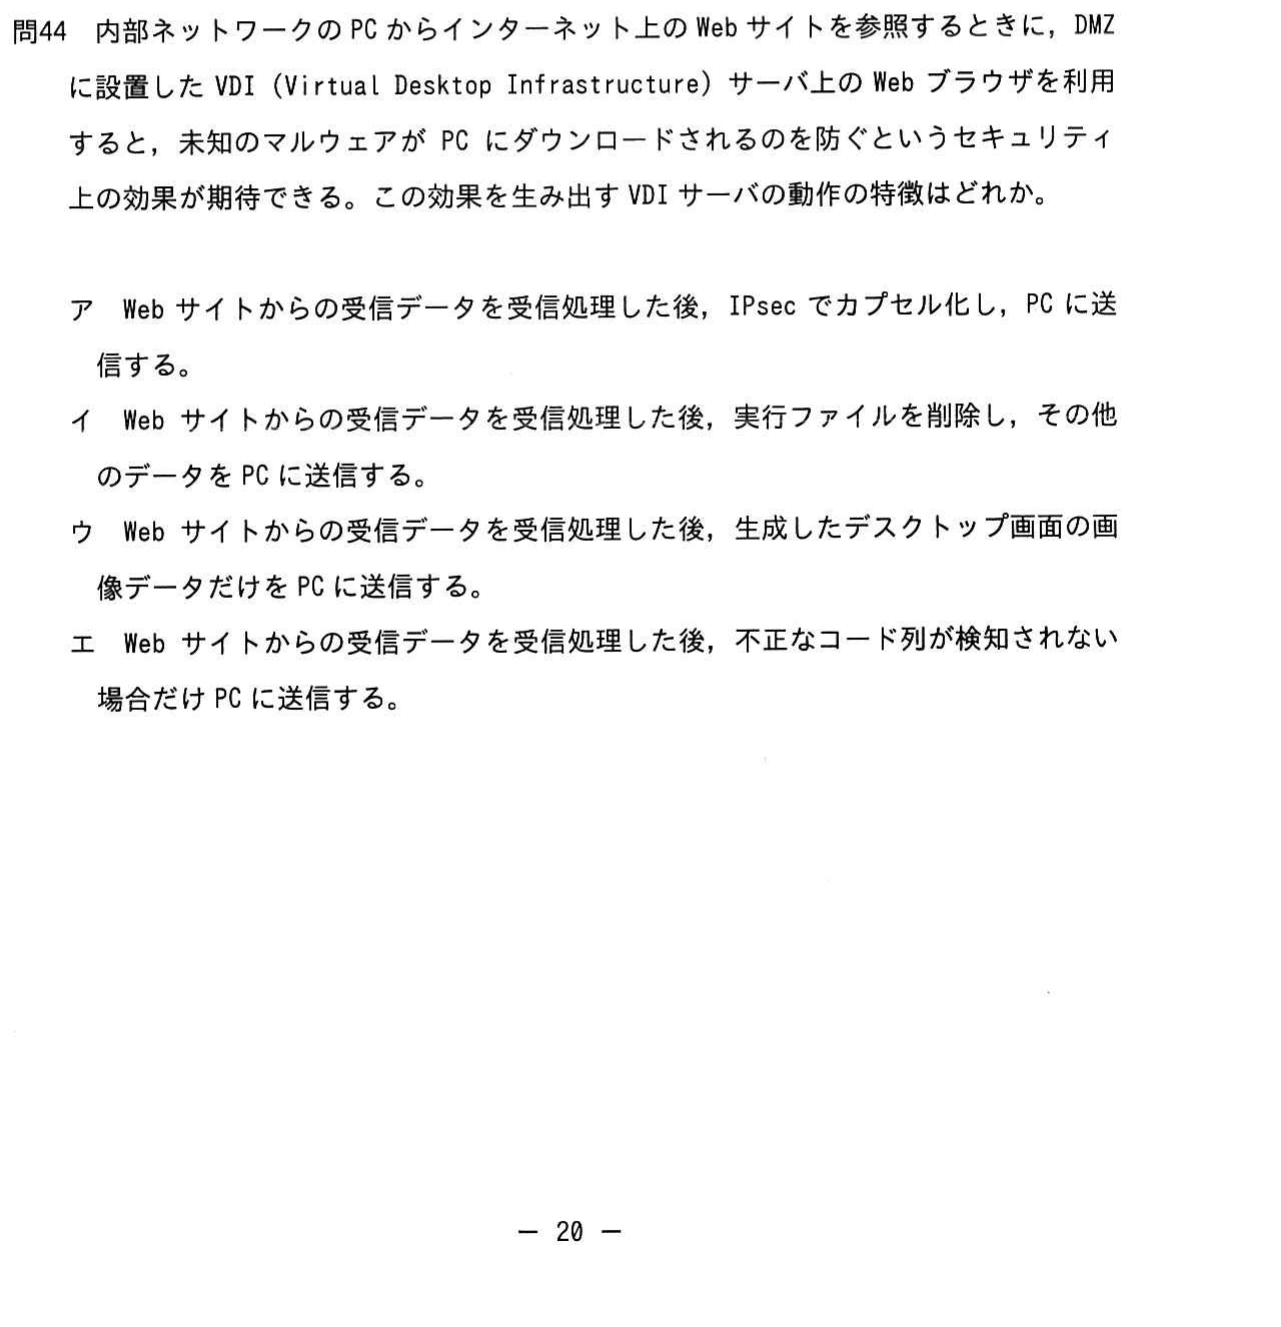 問44 内部ネットワークの PC からインターネット上の Web サイトを参照するときに，DMZ
に設置した VDI（Virtual Desktop Infrastructure）サーバ上の Web ブラウザを利用
すると，未知のマルウェアが PC にダウンロードされるのを防ぐというセキュリティ
上の効果が期待できる。この効果を生み出す VDI サーバの動作の特徴はどれか。
ア Web サイトからの受信データを受信処理した後，IPsec でカプセル化し，PC に送
信する。
イ Web サイトからの受信データを受信処理した後，実行ファイルを削除し，その他
のデータを PC に送信する。
ウ Web サイトからの受信データを受信処理した後，生成したデスクトップ画面の画
像データだけを PC に送信する。
エ Web サイトからの受信データを受信処理した後，不正なコード列が検知されない
場合だけ PC に送信する。
― 20 ―